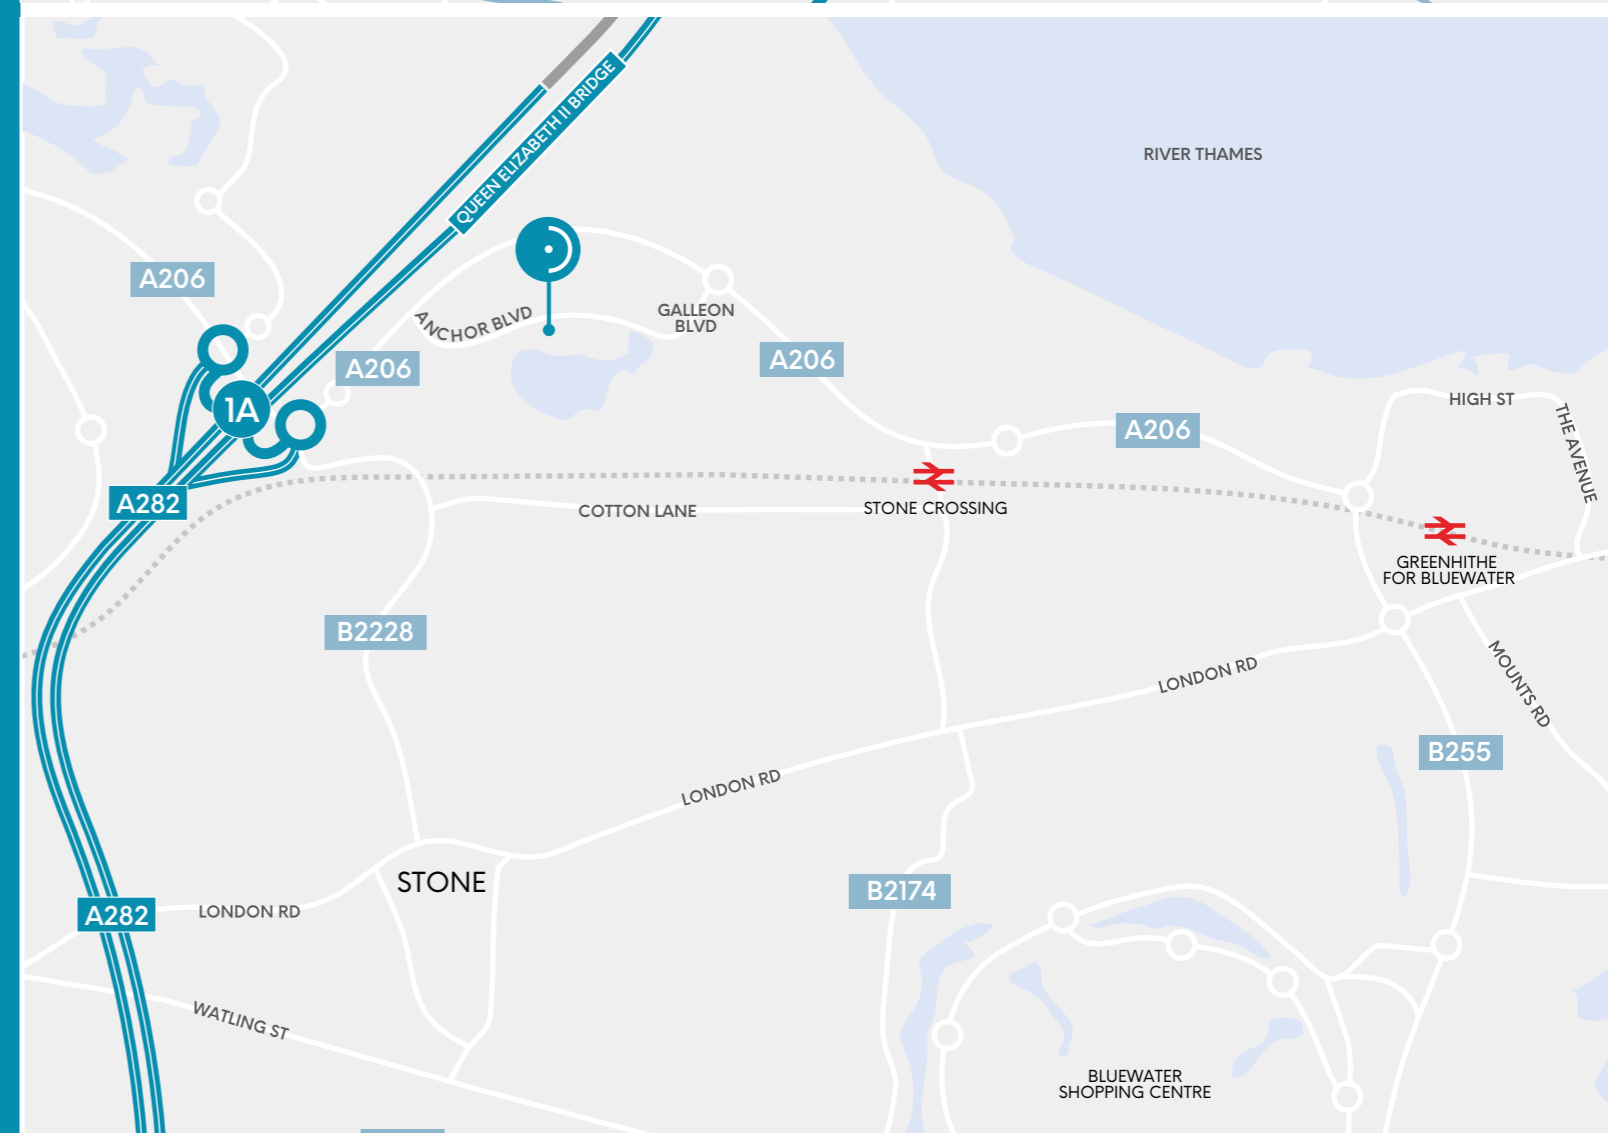 QUEEN ELIZABETH II BRIDGE
RIVER THAMES
A206
ANCHOR BLVD
GALLEON
BLVD
A206
A206
1A
HIGH ST
THE AVENUE
A206
A282
COTTON LANE
STONE CROSSING
GREENHITHE
FOR BLUEWATER
B2228
LONDON RD
MOUNTS RD
B255
LONDON RD
STONE
B2174
A282
LONDON RD
WATLING ST
BLUEWATER
SHOPPING CENTRE